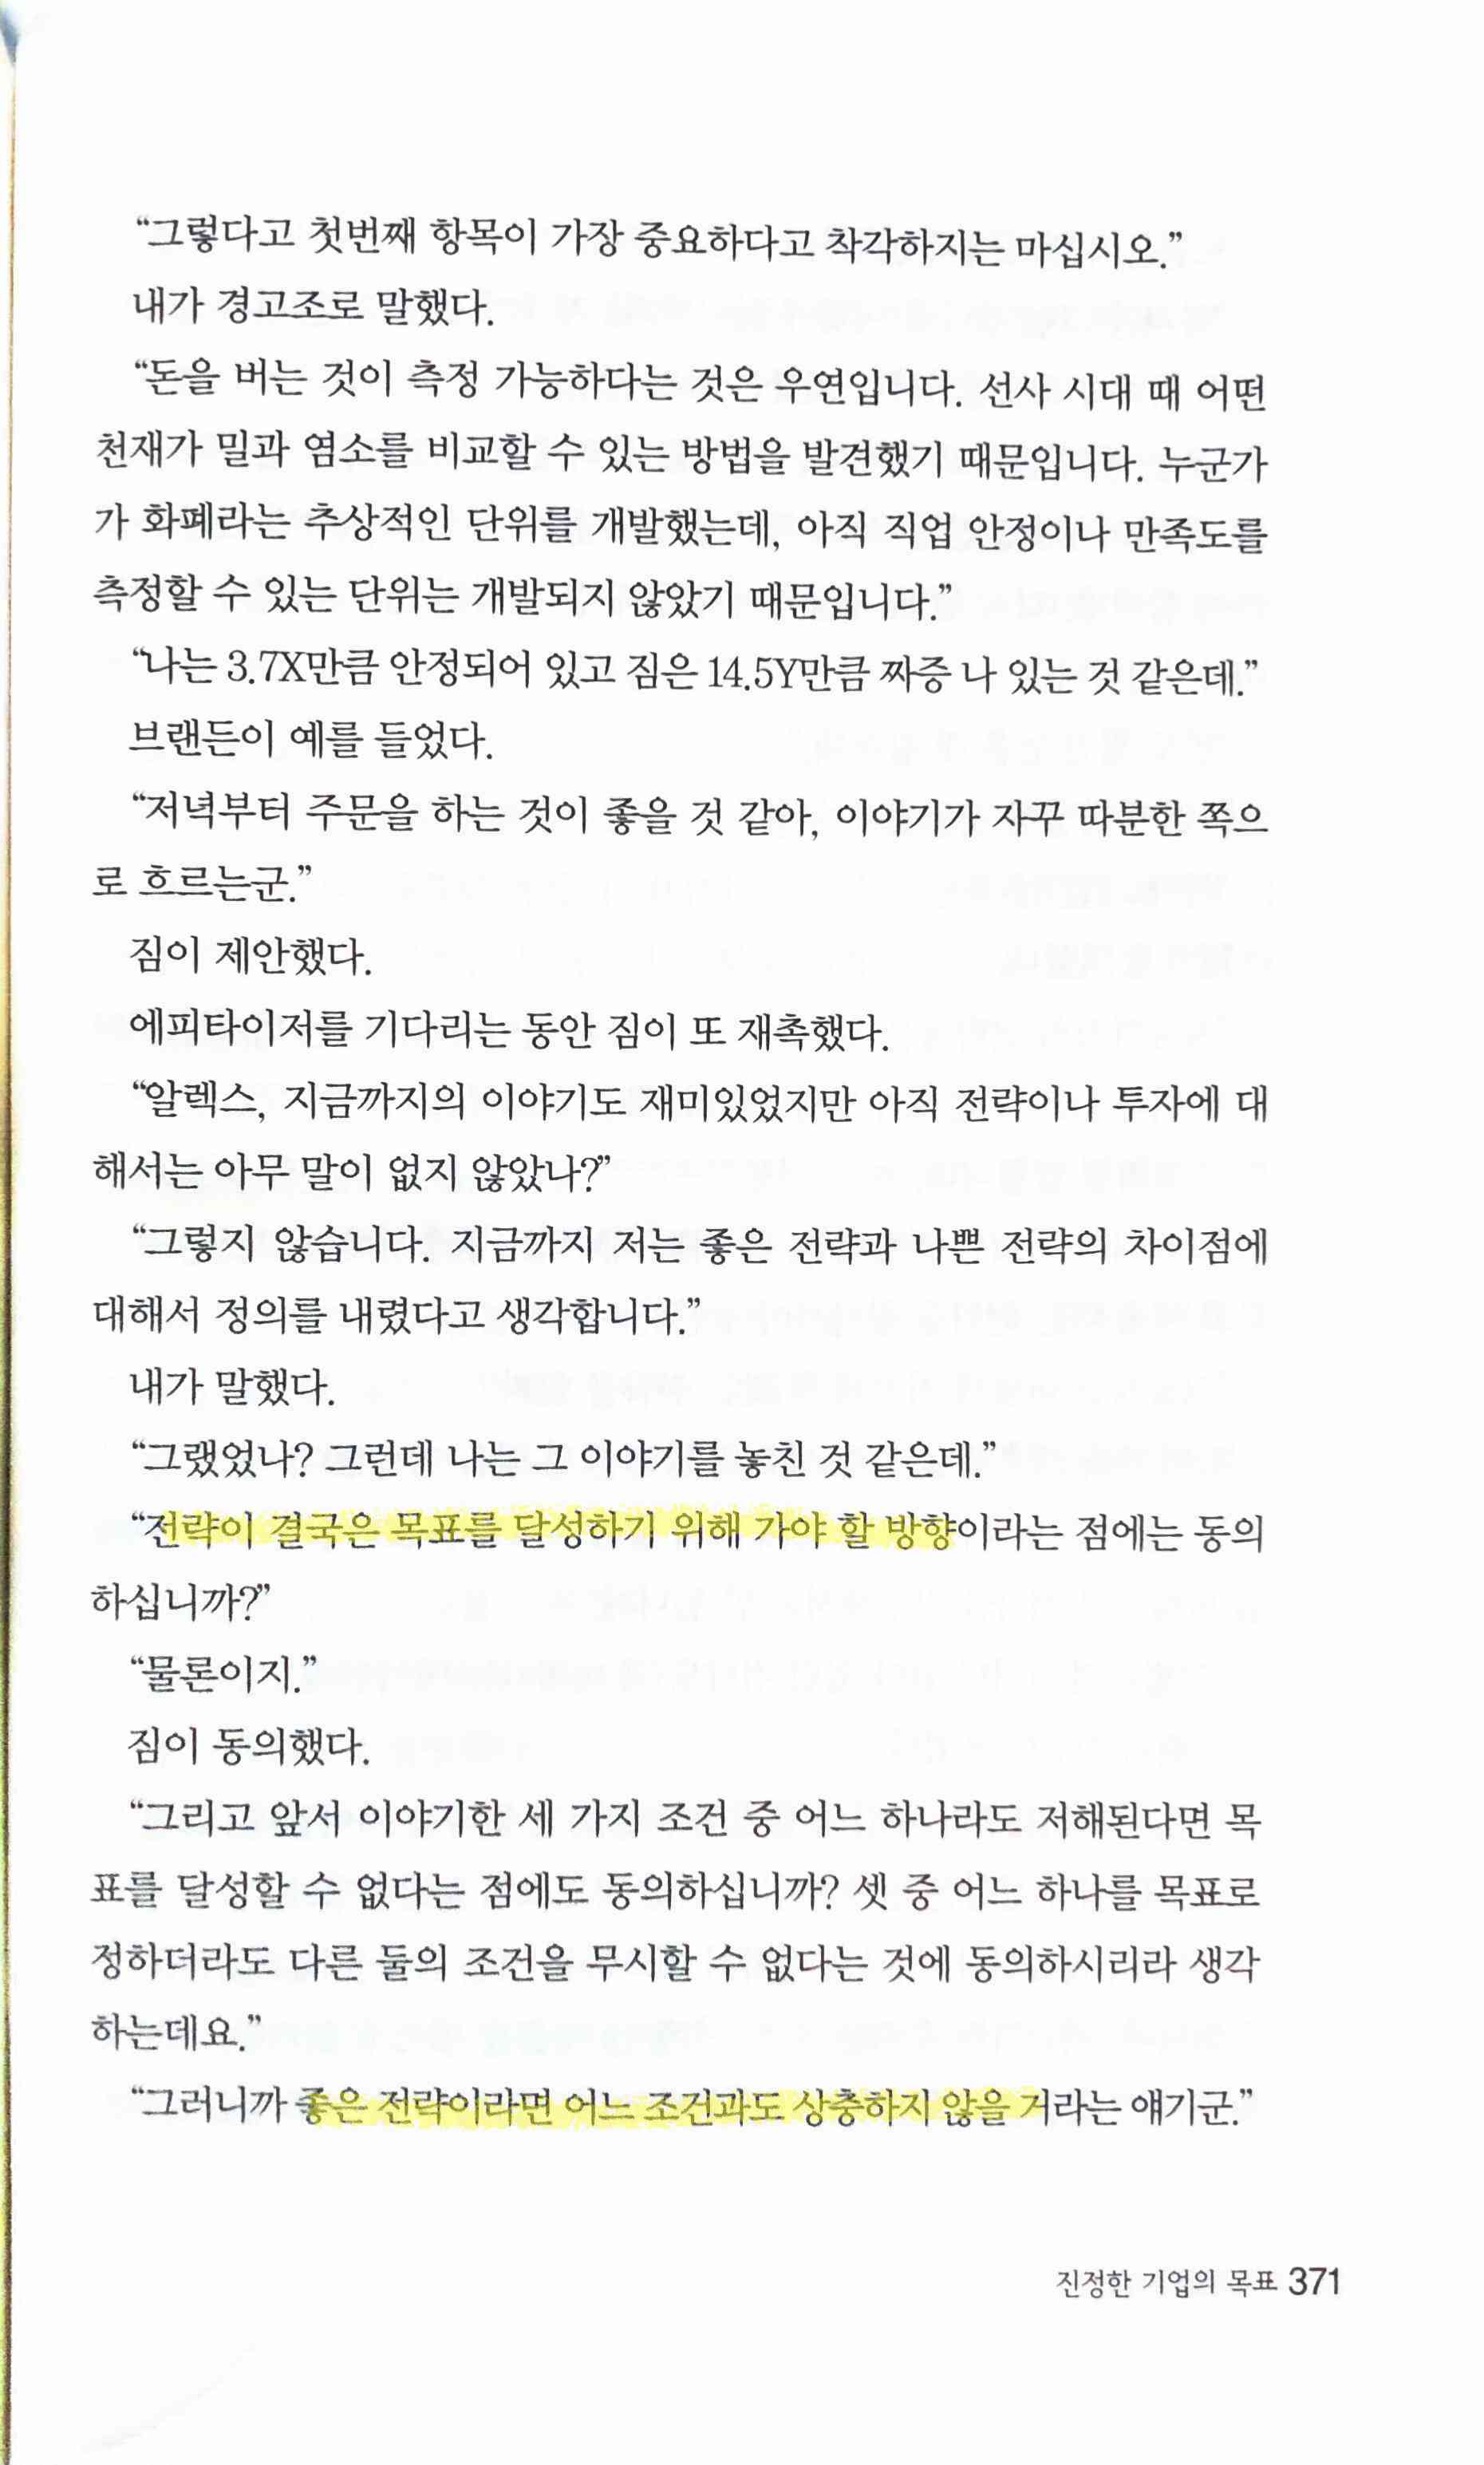 “그렇다고 첫번째 항목이 가장 중요하다고 착각하지는 마십시오.”
내가 경고조로 말했다.
“돈을 버는 것이 측정 가능하다는 것은 우연입니다. 선사 시대 때 어떤
천재가 밀과 염소를 비교할 수 있는 방법을 발견했기 때문입니다. 누군가
가 화폐라는 추상적인 단위를 개발했는데, 아직 직업 안정이나 만족도를
측정할 수 있는 단위는 개발되지 않았기 때문입니다.”
“나는 3.7X만큼 안정되어 있고 짐은 14.5Y만큼 짜증 나 있는 것 같은데.”
브랜든이 예를 들었다.
“저녁부터 주문을 하는 것이 좋을 것 같아, 이야기가 자꾸 따분한 쪽으
로 흐르는군.”
짐이 제안했다.
에피타이저를 기다리는 동안 짐이 또 재촉했다.
“알렉스, 지금까지의 이야기도 재미있었지만 아직 전략이나 투자에 대
해서는 아무 말이 없지 않았나?”
“그렇지 않습니다. 지금까지 저는 좋은 전략과 나쁜 전략의 차이점에
대해서 정의를 내렸다고 생각합니다.”
내가 말했다.
“그랬었나? 그런데 나는 그 이야기를 놓친 것 같은데.”
“전략이 결국은 목표를 달성하기 위해 가야 할 방향이라는 점에는 동의
하십니까?”
“물론이지.”
짐이 동의했다.
“그리고 앞서 이야기한 세 가지 조건 중 어느 하나라도 저해된다면 목
표를 달성할 수 없다는 점에도 동의하십니까? 셋 중 어느 하나를 목표로
정하더라도 다른 둘의 조건을 무시할 수 없다는 것에 동의하시리라 생각
하는데요.”
“그러니까 좋은 전략이라면 어느 조건과도 상충하지 않을 거라는 얘기군.”
진정한 기업의 목표 371